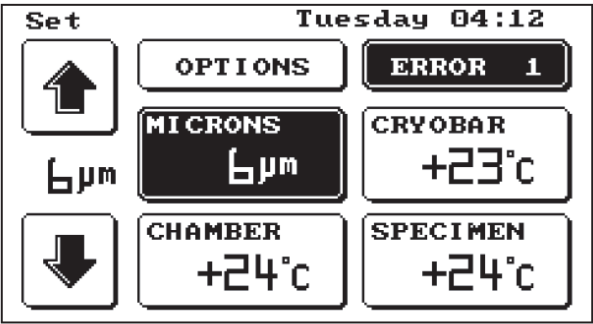 Set Tuesday 04:12
OPTIONS ERROR 1
MICRONS CRYOBAR
6µm 6µm +23°c
CHAMBER SPECIMEN
+24°c +24°c